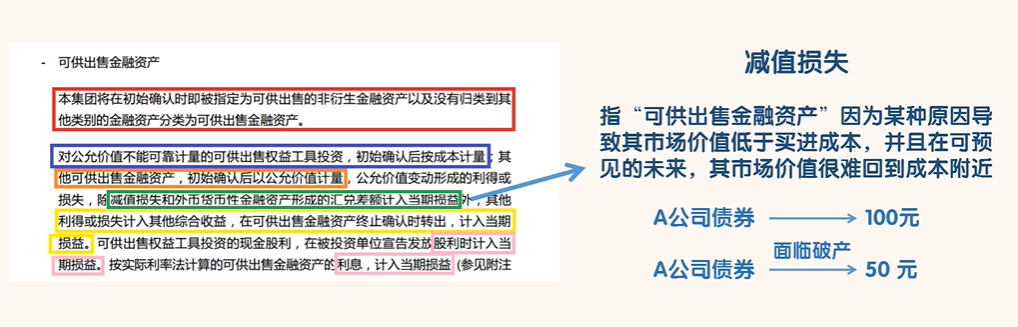 - 可供出售金融资产
本集团将在初始确认时即被指定为可供出售的非衍生金融资产以及没有归类到其
他类别的金融资产分类为可供出售金融资产。
对公允价值不能可靠计量的可供出售权益工具投资，初始确认后按成本计量；其
他可供出售金融资产，初始确认后以公允价值计量，公允价值变动形成的利得或
损失，除减值损失和外币货币性金融资产形成的汇兑差额计入当期损益外，其他
利得或损失计入其他综合收益，在可供出售金融资产终止确认时转出，计入当期
损益。可供出售权益工具投资的现金股利，在被投资单位宣告发放股利时计入当
期损益。按实际利率法计算的可供出售金融资产的利息，计入当期损益 (参见附注
减值损失
指“可供出售金融资产”因为某种原因导
致其市场价值低于买进成本，并且在可预
见的未来，其市场价值很难回到成本附近
A公司债券 100元
面临破产
A公司债券 50 元